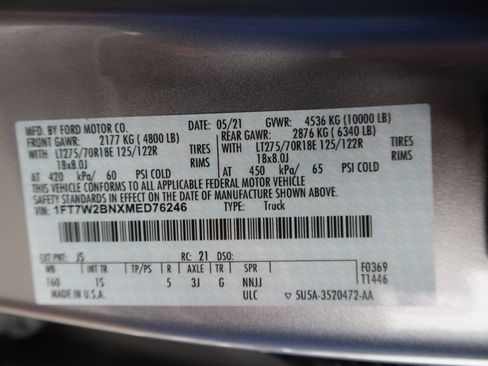 MFD. BY FORD MOTOR CO. DATE: 05/21 GVWR: 4536 KG (10000 LB)
FRONT GAWR: 2177 KG (4800 LB) REAR GAWR: 2876 KG (6340 LB)
WITH LT275/70R18E 125/122R TIRES WITH LT275/70R18E 125/122R TIRES
18x8.0J RIMS 18x8.0J RIMS
AT 420 kPa/ 60 PSI COLD AT 450 kPa/ 65 PSI COLD
THIS VEHICLE CONFORMS TO ALL APPLICABLE FEDERAL MOTOR VEHICLE
SAFETY STANDARDS IN EFFECT ON THE DATE OF MANUFACTURE SHOWN ABOVE.
VIN: 1FT7W2BNXMED76246 TYPE: Truck
EXT PNT: JS RC: 21 DSO:
WB INT TR TP/PS R AXLE TR SPR F0369
160 1S 5 3J G NNJJ T1446
MADE IN U.S.A. ULC ▽ 5U5A-3520472-AA